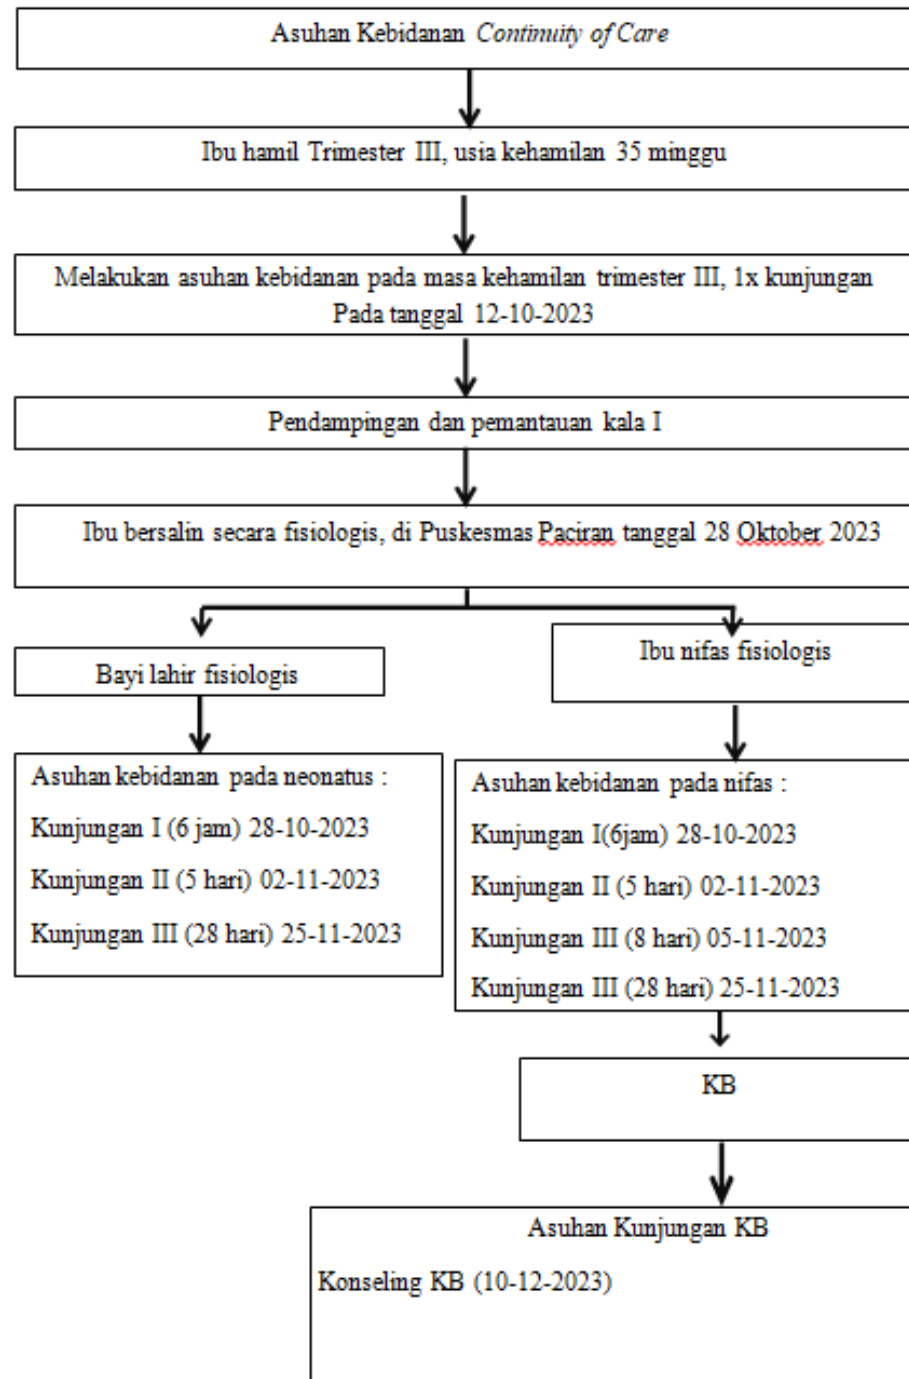 Asuhan Kebidanan Continuity of Care
Ibu hamil Trimester III, usia kehamilan 35 minggu
Melakukan asuhan kebidanan pada masa kehamilan trimester III, 1x kunjungan
Pada tanggal 12-10-2023
Pendampingan dan pemantauan kala I
Ibu bersalin secara fisiologis, di Puskesmas Paciran tanggal 28 Oktober 2023
Bayi lahir fisiologis
Asuhan kebidanan pada neonatus :
Kunjungan I (6 jam) 28-10-2023
Kunjungan II (5 hari) 02-11-2023
Kunjungan III (28 hari) 25-11-2023
Ibu nifas fisiologis
Asuhan kebidanan pada nifas :
Kunjungan I(6jam) 28-10-2023
Kunjungan II (5 hari) 02-11-2023
Kunjungan III (8 hari) 05-11-2023
Kunjungan III (28 hari) 25-11-2023
KB
Asuhan Kunjungan KB
Konseling KB (10-12-2023)